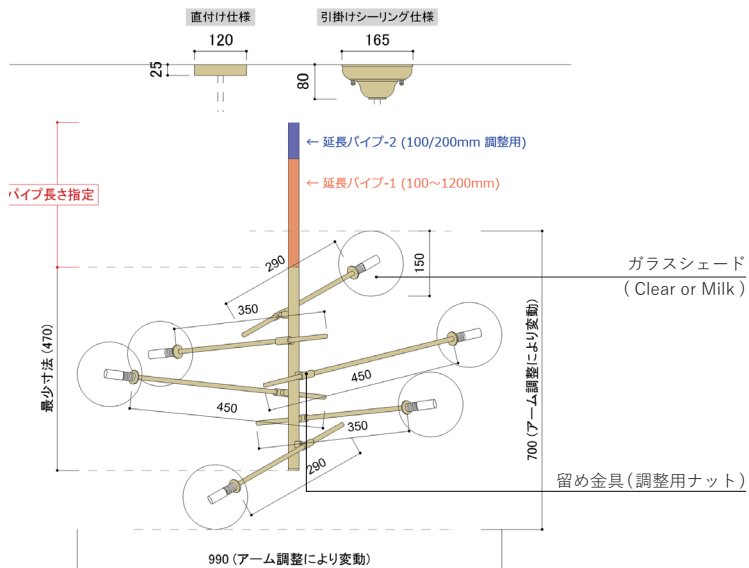 直付け仕様
引掛けシーリング仕様
120
165
25
80
← 延長パイプ-2 (100/200mm 調整用)
← 延長パイプ-1 (100～1200mm)
パイプ長さ指定
290
150
ガラスシェード
( Clear or Milk )
350
最少寸法 (470)
450
450
350
700 (アーム調整により変動)
290
留め金具(調整用ナット)
990 (アーム調整により変動)